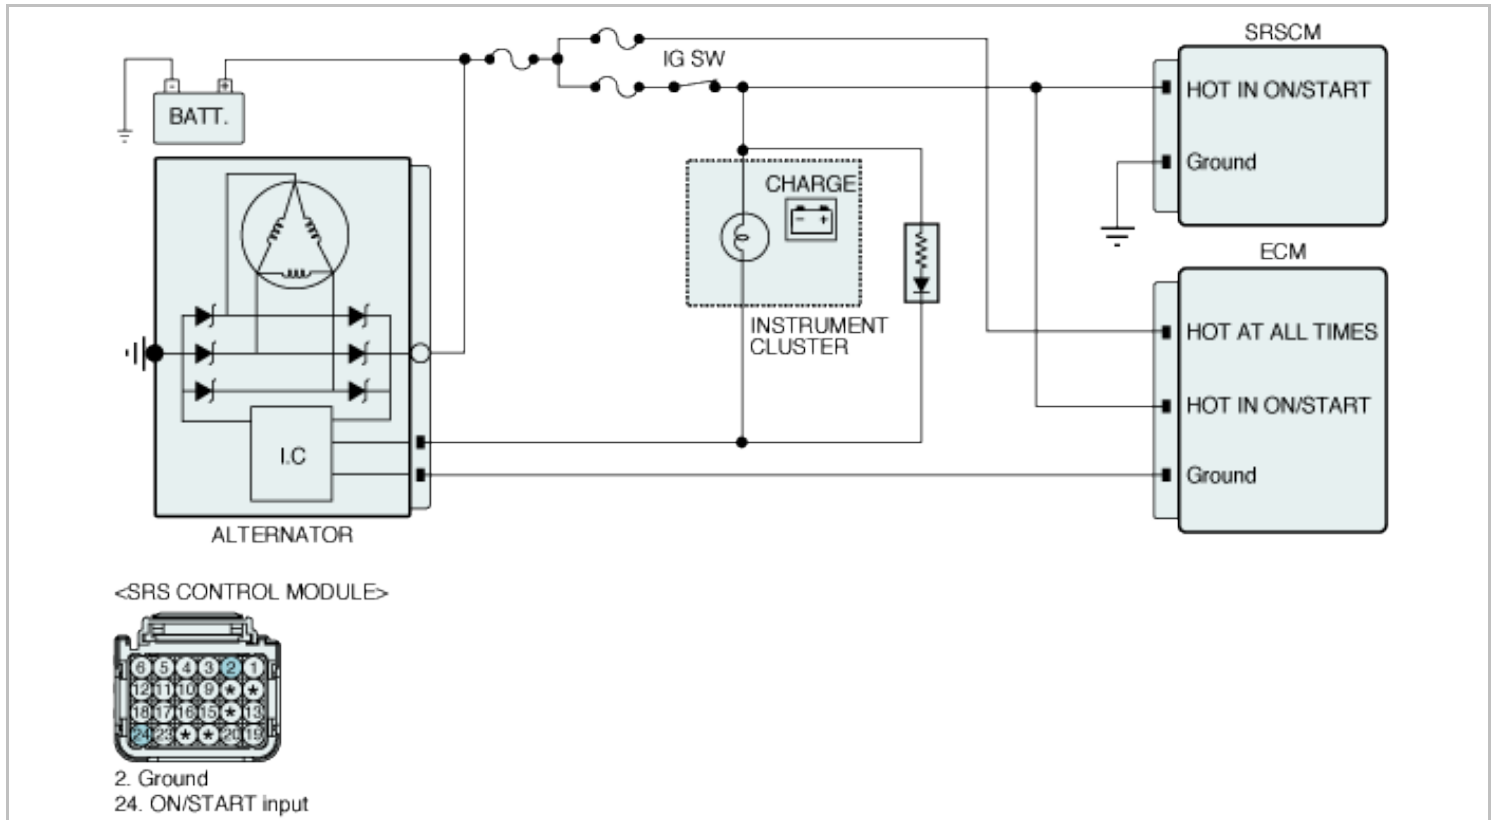 SRSCM
IG SW
HOT IN ON/START
- +
BATT.
Ground
CHARGE
- +
ECM
INSTRUMENT
CLUSTER
HOT AT ALL TIMES
HOT IN ON/START
I.C
Ground
ALTERNATOR
<SRS CONTROL MODULE>
6 5 4 3 2 1
12 11 10 9 * *
18 17 16 15 * 13
24 23 * * 20 19
2. Ground
24. ON/START input